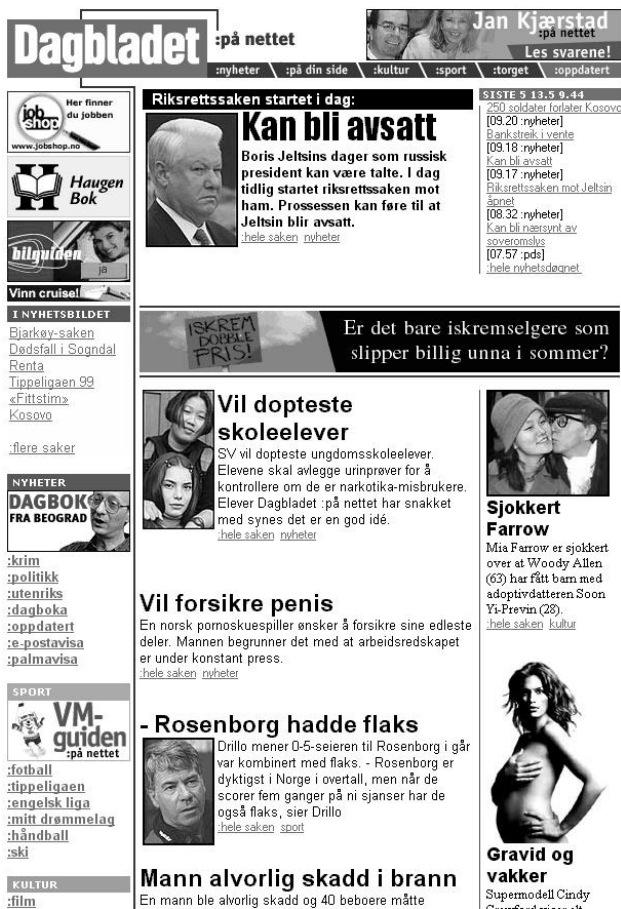 Dagbladet
:på nettet
Jan Kjærstad
:på nettet
Les svarene!
:nyheter
:på din side
:kultur
:sport
:torget
:oppdatert
job
shop
Her finner
du jobben
www.jobshop.no
Haugen
Bok
bilguiden
ja
Vinn cruise!
I NYHETSBILDET
Bjarkøy-saken
Dødsfall i Sogndal
Renta
Tippeligaen 99
«Fittstim»
Kosovo
:flere saker
NYHETER
DAGBOK
FRA BEOGRAD
:krim
:politikk
:utenriks
:dagboka
:oppdatert
:e-postavisa
:palmavisa
SPORT
VM-
guiden
:på nettet
:fotball
:tippeligaen
:engelsk liga
:mitt drømmelag
:håndball
:ski
KULTUR
:film
Riksrettssaken startet i dag:
Kan bli avsatt
Boris Jeltsins dager som russisk
president kan være talte. I dag
tidlig startet riksrettssaken mot
ham. Prossessen kan føre til at
Jeltsin blir avsatt.
:hele saken nyheter
SISTE 5 13.5 9.44
250 soldater forlater Kosovo
[09.20 :nyheter]
Bankstreik i vente
[09.18 :nyheter]
Kan bli avsatt
[09.17 :nyheter]
Riksrettssaken mot Jeltsin
åpnet
[08.32 :nyheter]
Kan bli nærsynt av
soveromslys
[07.57 :pds]
:hele nyhetsdøgnet
ISKREM
DOBBLE
PRIS!
Er det bare iskremselgere som
slipper billig unna i sommer?
Vil dopteste
skoleelever
SV vil dopteste ungdomsskoleelever.
Elevene skal avlegge urinprøver for å
kontrollere om de er narkotika-misbrukere.
Elever Dagbladet :på nettet har snakket
med synes det er en god idé.
:hele saken nyheter
Vil forsikre penis
En norsk pornoskuespiller ønsker å forsikre sine edleste
deler. Mannen begrunner det med at arbeidsredskapet
er under konstant press.
:hele saken nyheter
- Rosenborg hadde flaks
Drillo mener 0-5-seieren til Rosenborg i går
var kombinert med flaks. - Rosenborg er
dyktigst i Norge i overtall, men når de
scorer fem ganger på ni sjanser har de
også flaks, sier Drillo
:hele saken sport
Mann alvorlig skadd i brann
En mann ble alvorlig skadd og 40 beboere måtte
Sjokkert
Farrow
Mia Farrow er sjokkert
over at Woody Allen
(63) har fått barn med
adoptivdatteren Soon
Yi-Previn (28).
:hele saken kultur
Gravid og
vakker
Supermodell Cindy